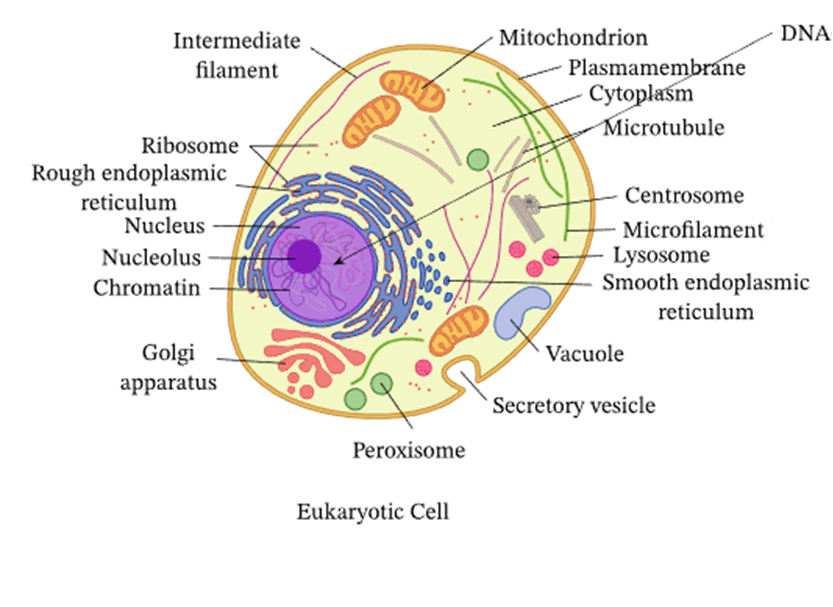 Intermediate
filament
Mitochondrion
DNA
Plasmamembrane
Cytoplasm
Microtubule
Ribosome
Rough endoplasmic
reticulum
Nucleus
Nucleolus
Chromatin
Centrosome
Microfilament
Lysosome
Smooth endoplasmic
reticulum
Golgi
apparatus
Vacuole
Secretory vesicle
Peroxisome
Eukaryotic Cell